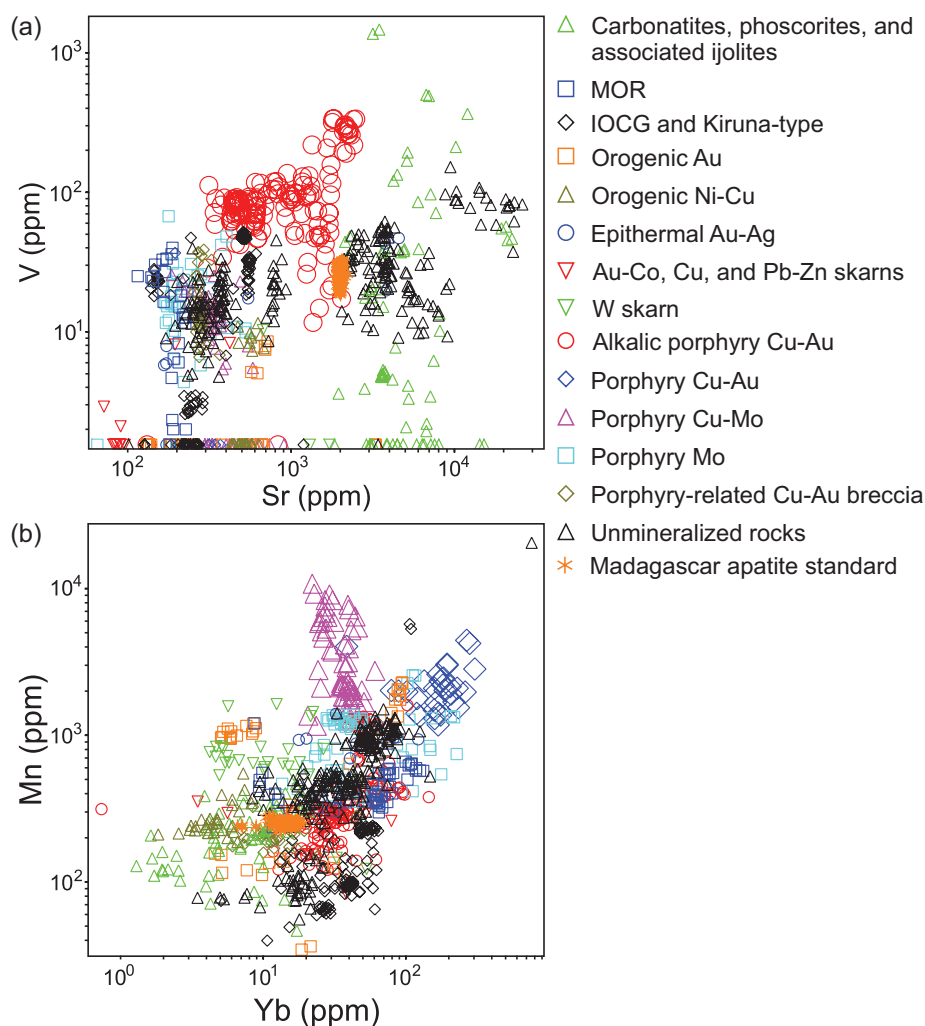 (a)
10³
10²
10¹
V (ppm)
10² 10³ 10⁴
Sr (ppm)
Carbonatites, phoscorites, and
associated ijolites
MOR
IOCG and Kiruna-type
Orogenic Au
Orogenic Ni-Cu
Epithermal Au-Ag
Au-Co, Cu, and Pb-Zn skarns
W skarn
Alkalic porphyry Cu-Au
Porphyry Cu-Au
Porphyry Cu-Mo
Porphyry Mo
Porphyry-related Cu-Au breccia
Unmineralized rocks
Madagascar apatite standard
(b)
10⁴
10³
10²
Mn (ppm)
10⁰ 10¹ 10²
Yb (ppm)